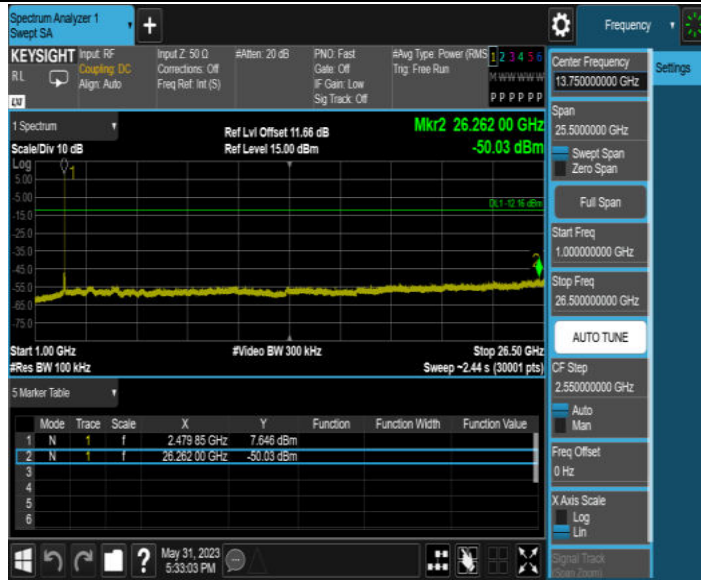 Spectrum Analyzer 1
Swept SA
+
Frequency
KEYSIGHT
RL
LXI
Input: RF
Coupling: DC
Align: Auto
Input Z: 50 Ω
Corrections: Off
Freq Ref: Int (S)
#Atten: 20 dB
PNO: Fast
Gate: Off
IF Gain: Low
Sig Track: Off
#Avg Type: Power (RMS
Trig: Free Run
1 2 3 4 5 6
M W W W W W
P P P P P P
Center Frequency
13.750000000 GHz
Settings
Span
25.5000000 GHz
Swept Span
Zero Span
Full Span
Start Freq
1.000000000 GHz
Stop Freq
26.500000000 GHz
AUTO TUNE
CF Step
2.550000000 GHz
Auto
Man
Freq Offset
0 Hz
X Axis Scale
Log
Lin
Signal Track
(Span Zoom)
1 Spectrum
Scale/Div 10 dB
Ref Lvl Offset 11.66 dB
Ref Level 15.00 dBm
Mkr2 26.262 00 GHz
-50.03 dBm
Log
1
5.00
-5.00
DL1 -12.16 dBm
-15.0
-25.0
-35.0
-45.0
2
-55.0
-65.0
-75.0
Start 1.00 GHz
#Video BW 300 kHz
Stop 26.50 GHz
#Res BW 100 kHz
Sweep ~2.44 s (30001 pts)
5 Marker Table
Mode Trace Scale X Y Function Function Width Function Value
1 N 1 f 2.479 85 GHz 7.646 dBm
2 N 1 f 26.262 00 GHz -50.03 dBm
3
4
5
6
?
May 31, 2023
5:33:03 PM